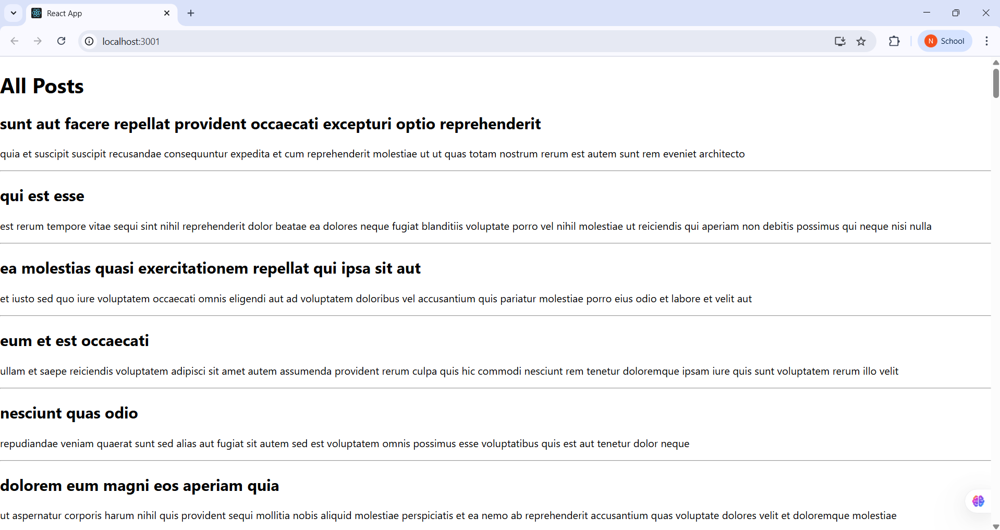 React App
localhost:3001
N School
All Posts
sunt aut facere repellat provident occaecati excepturi optio reprehenderit
quia et suscipit suscipit recusandae consequuntur expedita et cum reprehenderit molestiae ut ut quas totam nostrum rerum est autem sunt rem eveniet architecto
qui est esse
est rerum tempore vitae sequi sint nihil reprehenderit dolor beatae ea dolores neque fugiat blanditiis voluptate porro vel nihil molestiae ut reiciendis qui aperiam non debitis possimus qui neque nisi nulla
ea molestias quasi exercitationem repellat qui ipsa sit aut
et iusto sed quo iure voluptatem occaecati omnis eligendi aut ad voluptatem doloribus vel accusantium quis pariatur molestiae porro eius odio et labore et velit aut
eum et est occaecati
ullam et saepe reiciendis voluptatem adipisci sit amet autem assumenda provident rerum culpa quis hic commodi nesciunt rem tenetur doloremque ipsam iure quis sunt voluptatem rerum illo velit
nesciunt quas odio
repudiandae veniam quaerat sunt sed alias aut fugiat sit autem sed est voluptatem omnis possimus esse voluptatibus quis est aut tenetur dolor neque
dolorem eum magni eos aperiam quia
ut aspernatur corporis harum nihil quis provident sequi mollitia nobis aliquid molestiae perspiciatis et ea nemo ab reprehenderit accusantium quas voluptate dolores velit et doloremque molestiae